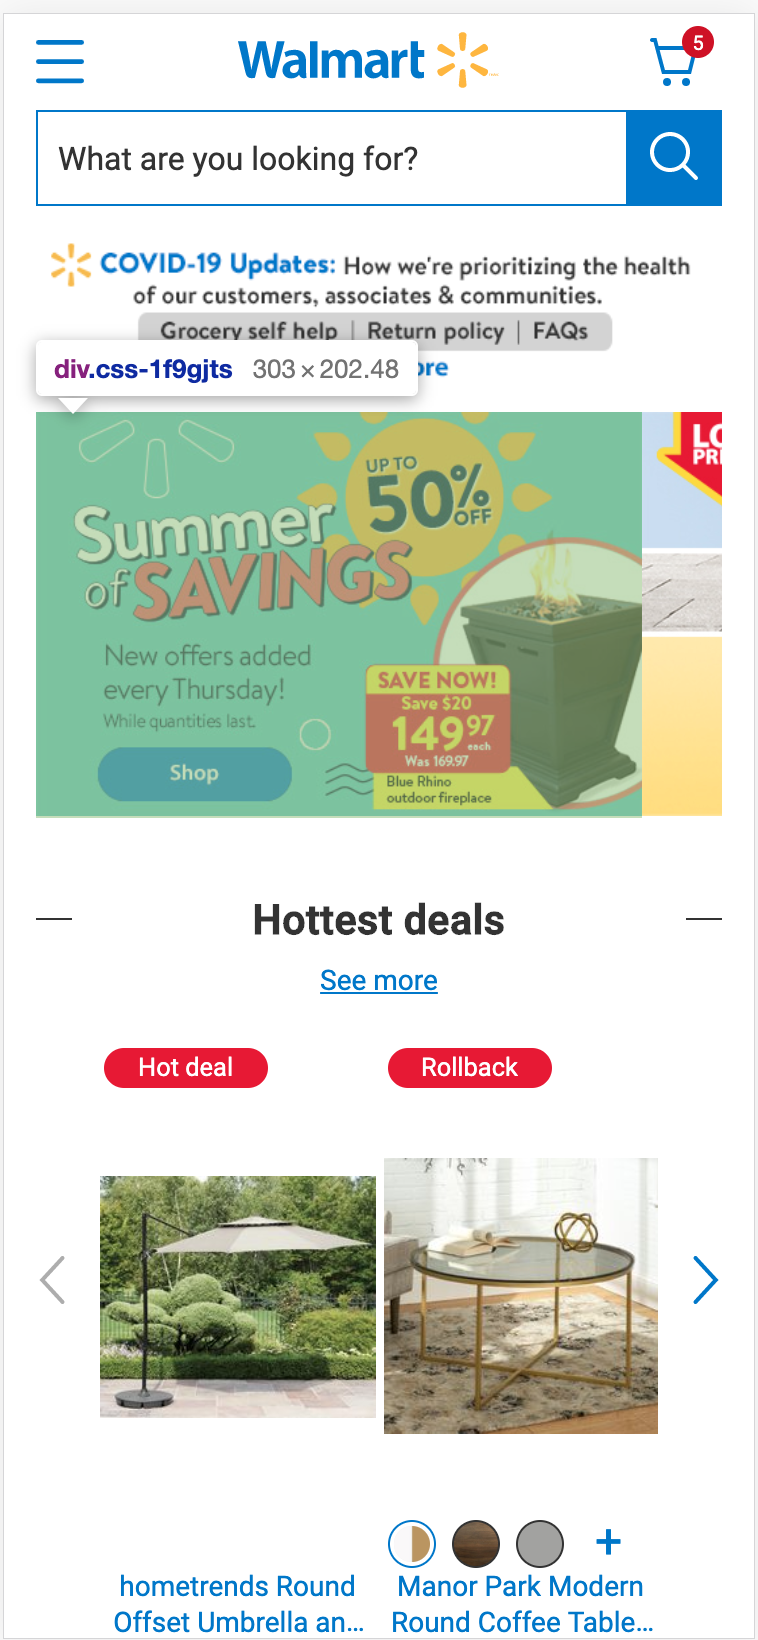 Walmart
5
What are you looking for?
COVID-19 Updates: How we're prioritizing the health
of our customers, associates & communities.
Grocery self help | Return policy | FAQs
div.css-1f9gjts 303 × 202.48
ore
UP TO
50%
OFF
Summer
of SAVINGS
New offers added
every Thursday!
While quantities last.
Shop
SAVE NOW!
Save $20
149.97
each
Was 169.97
Blue Rhino
outdoor fireplace
LO
PRI
Hottest deals
See more
Hot deal
Rollback
hometrends Round
Offset Umbrella an...
Manor Park Modern
Round Coffee Table...